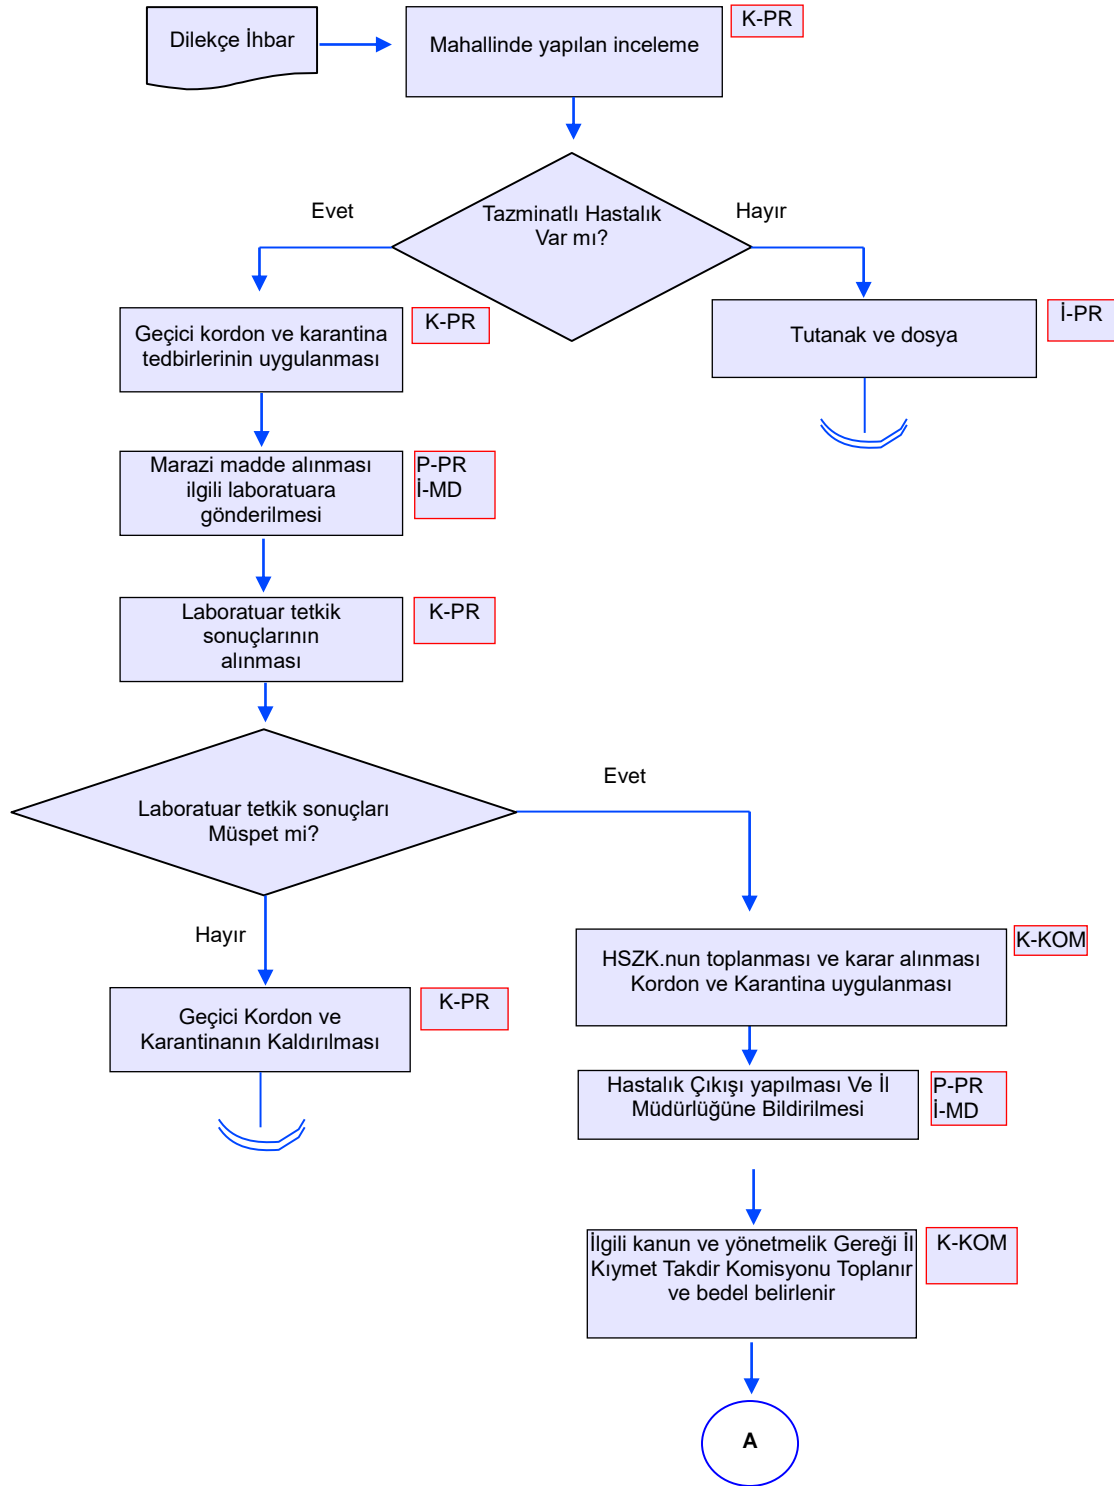 Dilekçe İhbar
Mahallinde yapılan inceleme
K-PR
Tazminatlı Hastalık
Var mı?
Evet
Hayır
Geçici kordon ve karantina
tedbirlerinin uygulanması
K-PR
Tutanak ve dosya
İ-PR
Marazi madde alınması
ilgili laboratuara
gönderilmesi
P-PR
İ-MD
Laboratuar tetkik
sonuçlarının
alınması
K-PR
Laboratuar tetkik sonuçları
Müspet mi?
Evet
Hayır
HSZK.nun toplanması ve karar alınması
Kordon ve Karantina uygulanması
K-KOM
Geçici Kordon ve
Karantinanın Kaldırılması
K-PR
Hastalık Çıkışı yapılması Ve İl
Müdürlüğüne Bildirilmesi
P-PR
İ-MD
İlgili kanun ve yönetmelik Gereği İl
Kıymet Takdir Komisyonu Toplanır
ve bedel belirlenir
K-KOM
A